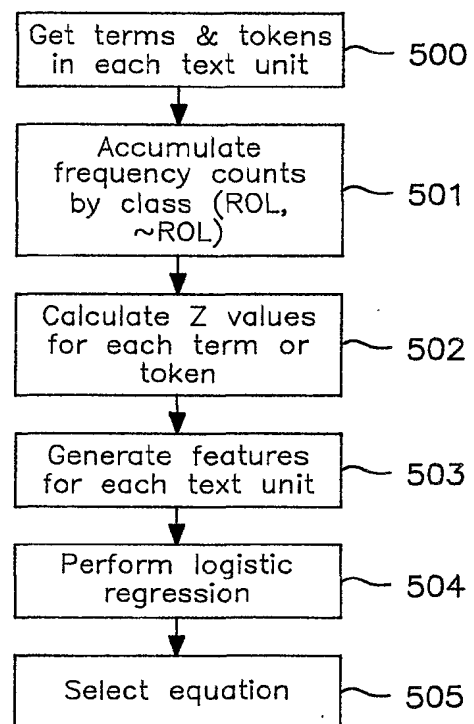 Get terms & tokens
in each text unit
500
Accumulate
frequency counts
by class (ROL,
~ROL)
501
Calculate Z values
for each term or
token
502
Generate features
for each text unit
503
Perform logistic
regression
504
Select equation
505